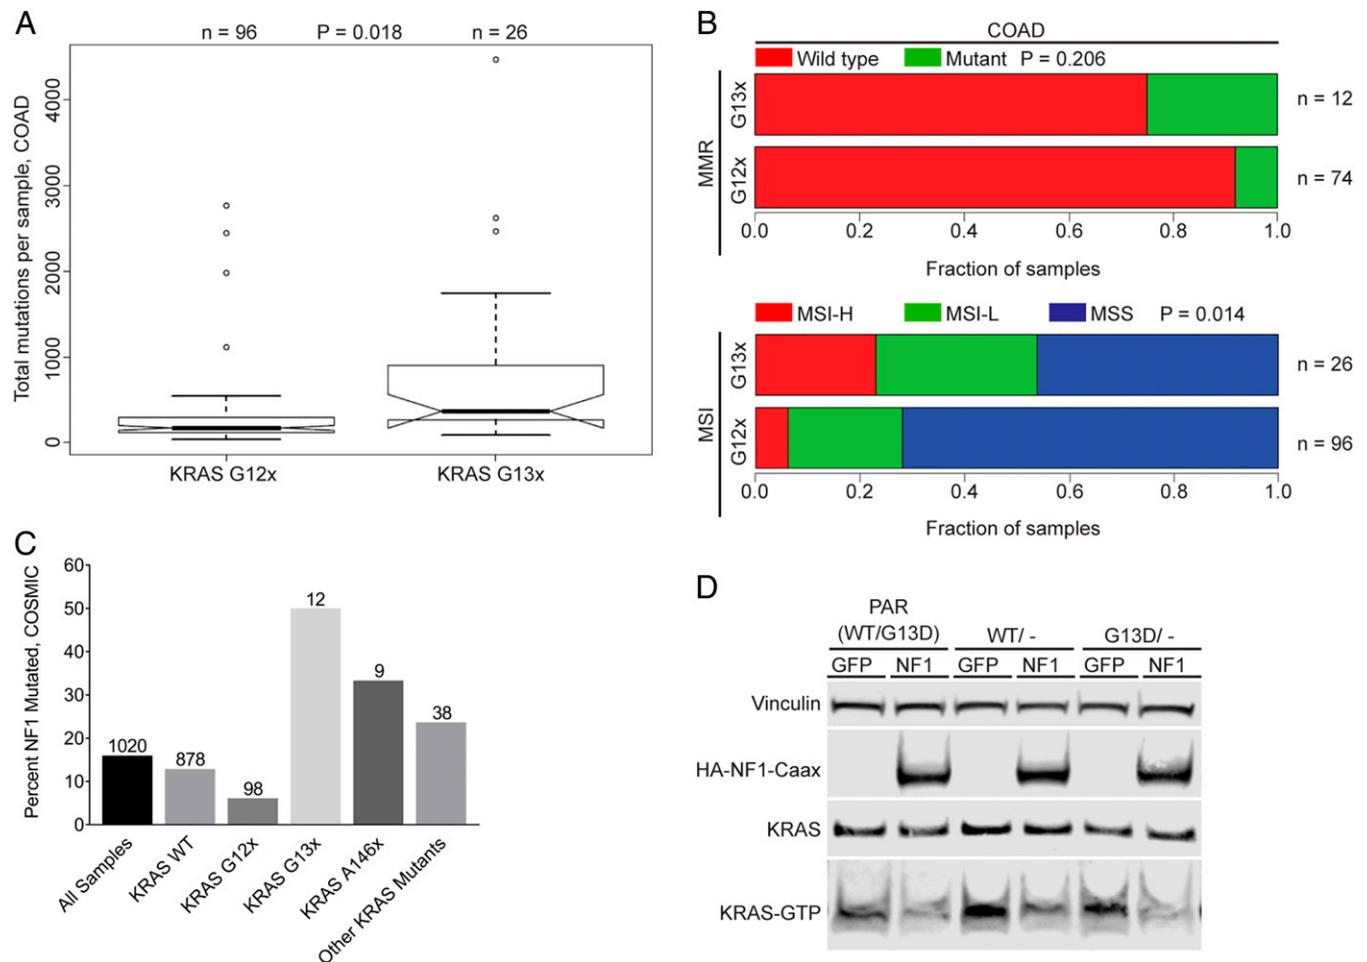 A
n = 96 P = 0.018 n = 26
Total mutations per sample, COAD
4000
3000
2000
1000
0
KRAS G12x KRAS G13x
B
COAD
Wild type Mutant P = 0.206
MMR
G13x
n = 12
G12x
n = 74
0.0 0.2 0.4 0.6 0.8 1.0
Fraction of samples
MSI-H MSI-L MSS P = 0.014
MSI
G13x
n = 26
G12x
n = 96
0.0 0.2 0.4 0.6 0.8 1.0
Fraction of samples
C
Percent NF1 Mutated, COSMIC
60
50
40
30
20
10
0
1020
878
98
12
9
38
All Samples
KRAS WT
KRAS G12x
KRAS G13x
KRAS A146x
Other KRAS Mutants
D
PAR
(WT/G13D) WT/ - G13D/ -
GFP NF1 GFP NF1 GFP NF1
Vinculin
HA-NF1-Caax
KRAS
KRAS-GTP